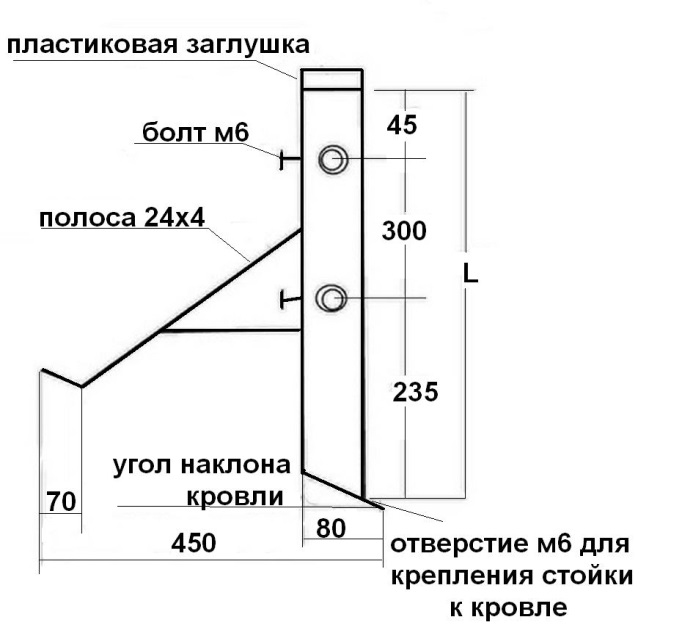 пластиковая заглушка
45
болт м6
полоса 24х4
300
L
235
угол наклона
кровли
70
80
450
отверстие м6 для
крепления стойки
к кровле